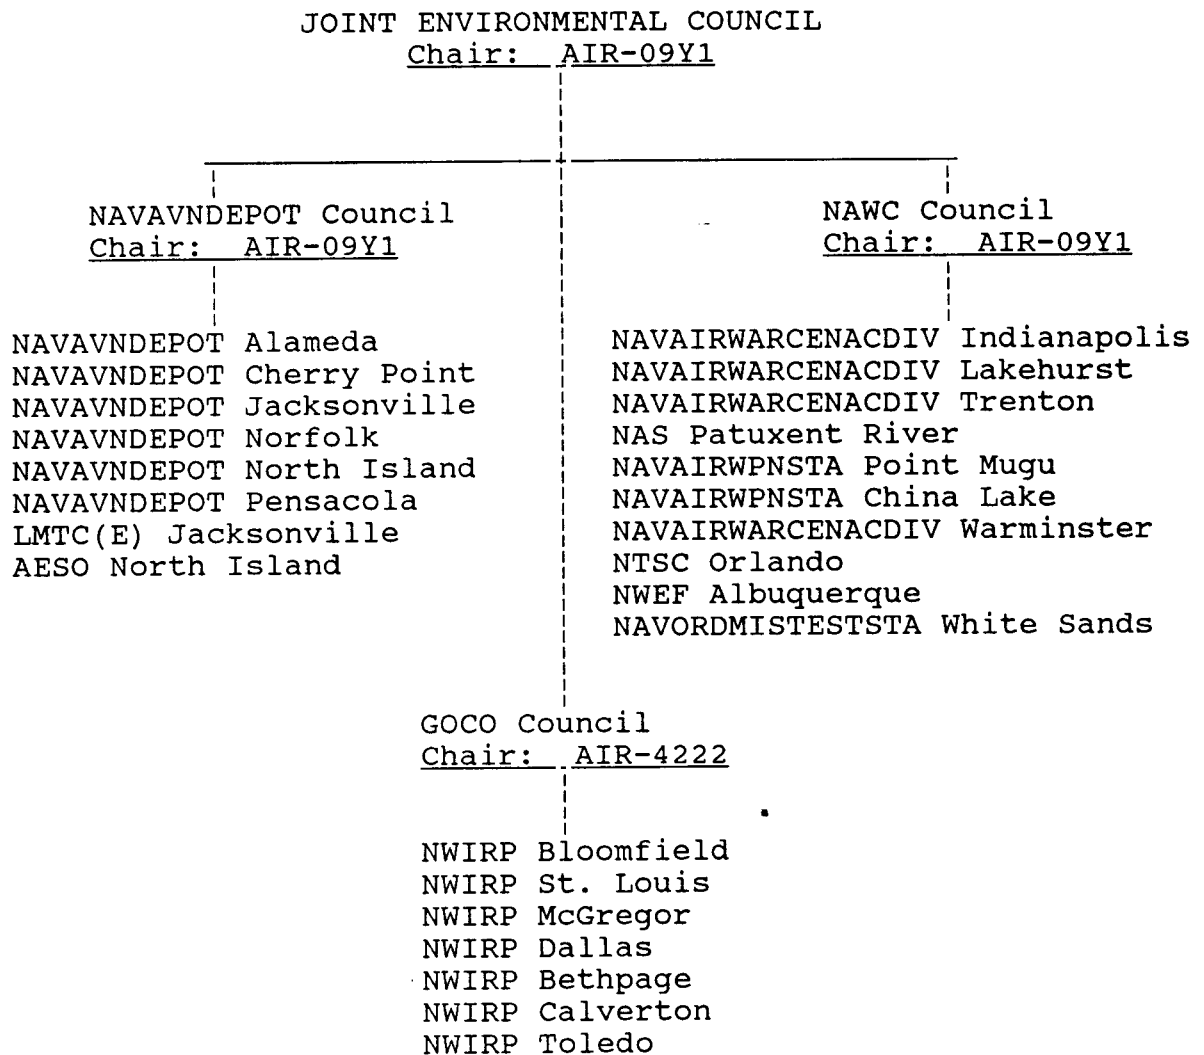 JOINT ENVIRONMENTAL COUNCIL
Chair: AIR-09Y1
NAVAVNDEPOT Council
Chair: AIR-09Y1
NAVAVNDEPOT Alameda
NAVAVNDEPOT Cherry Point
NAVAVNDEPOT Jacksonville
NAVAVNDEPOT Norfolk
NAVAVNDEPOT North Island
NAVAVNDEPOT Pensacola
LMTC(E) Jacksonville
AESO North Island
NAWC Council
Chair: AIR-09Y1
NAVAIRWARCENACDIV Indianapolis
NAVAIRWARCENACDIV Lakehurst
NAVAIRWARCENACDIV Trenton
NAS Patuxent River
NAVAIRWPNSTA Point Mugu
NAVAIRWPNSTA China Lake
NAVAIRWARCENACDIV Warminster
NTSC Orlando
NWEF Albuquerque
NAVORDMISTESTSTA White Sands
GOCO Council
Chair: AIR-4222
NWIRP Bloomfield
NWIRP St. Louis
NWIRP McGregor
NWIRP Dallas
NWIRP Bethpage
NWIRP Calverton
NWIRP Toledo